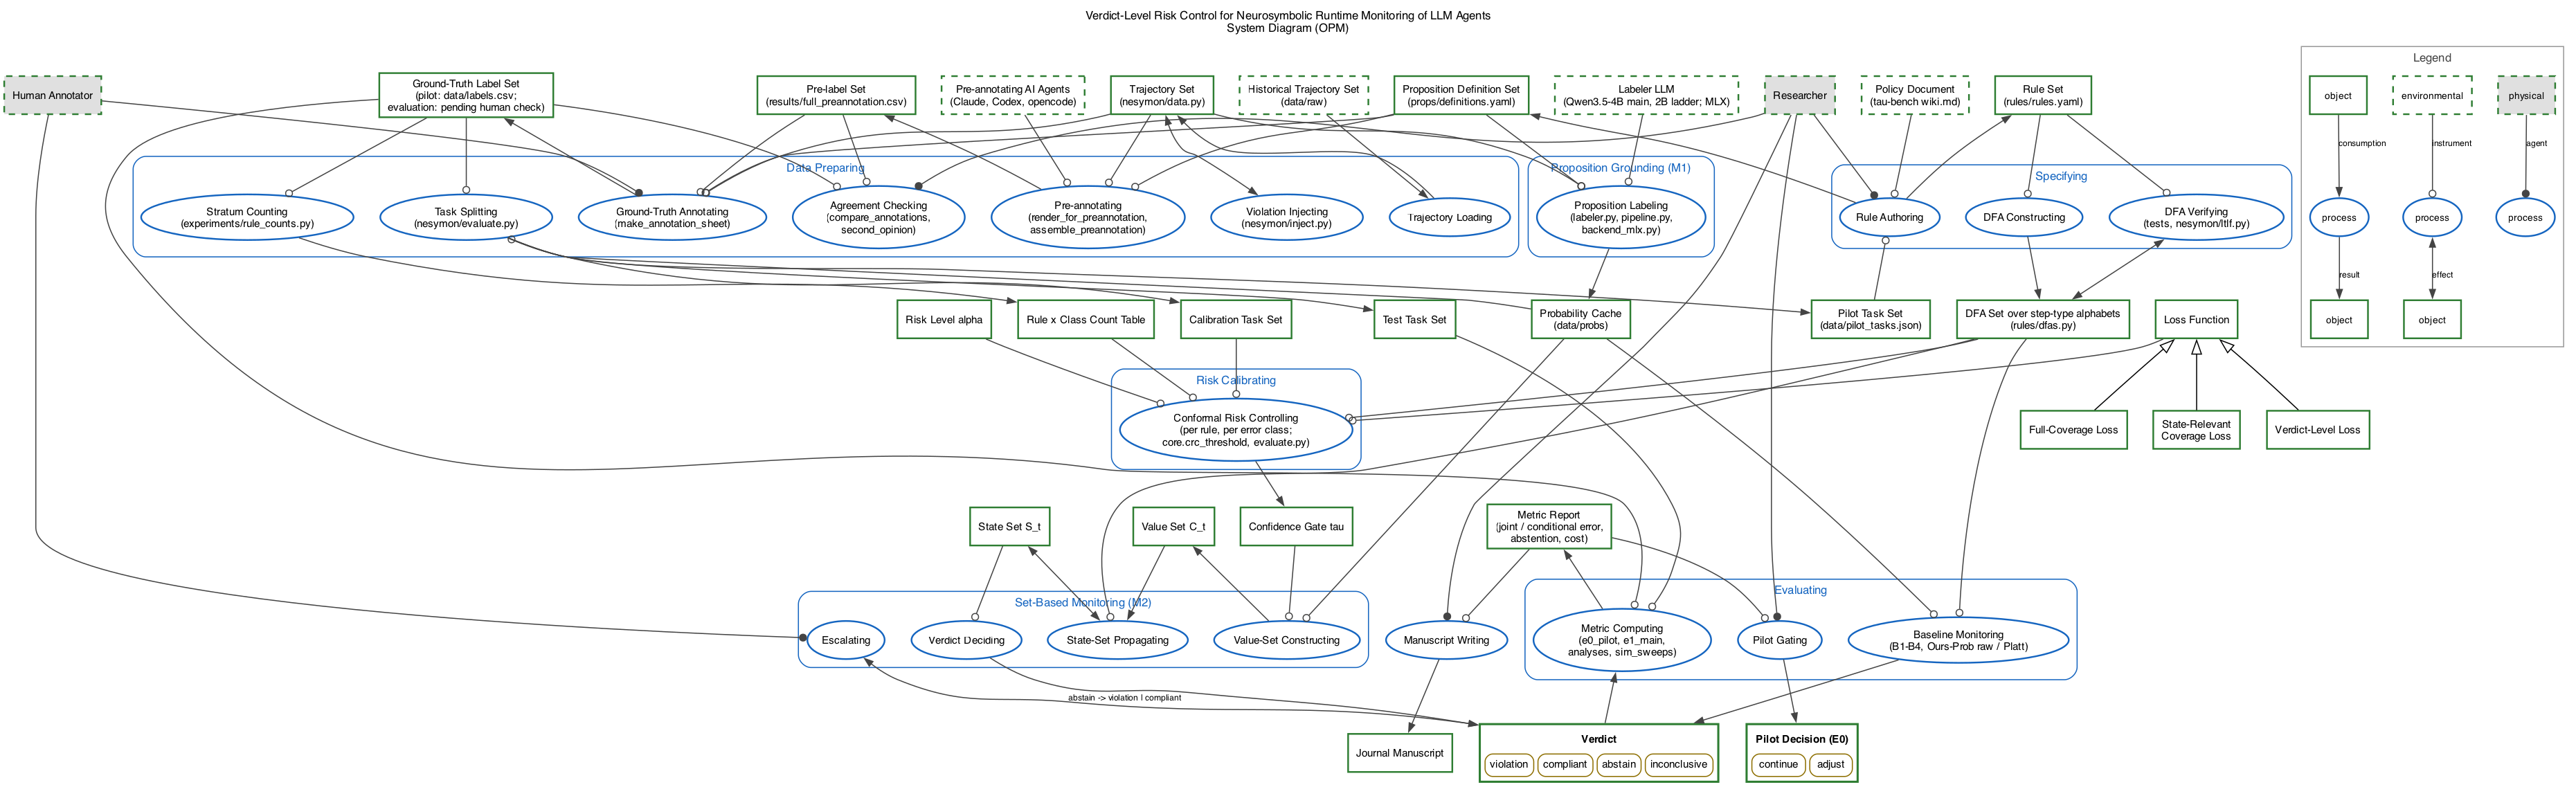 Verdict-Level Risk Control for Neurosymbolic Runtime Monitoring of LLM Agents
System Diagram (OPM)
Legend
Human Annotator
Ground-Truth Label Set
(pilot: data/labels.csv;
evaluation: pending human check)
Pre-label Set
(results/full_preannotation.csv)
Pre-annotating AI Agents
(Claude, Codex, opencode)
Trajectory Set
(nesymon/data.py)
Historical Trajectory Set
(data/raw)
Proposition Definition Set
(props/definitions.yaml)
Labeler LLM
(Qwen3.5-4B main, 2B ladder; MLX)
Researcher
Policy Document
(tau-bench wiki.md)
Rule Set
(rules/rules.yaml)
object
environmental
physical
consumption
instrument
agent
process
process
process
result
effect
object
object
Data Preparing
Stratum Counting
(experiments/rule_counts.py)
Task Splitting
(nesymon/evaluate.py)
Ground-Truth Annotating
(make_annotation_sheet)
Agreement Checking
(compare_annotations,
second_opinion)
Pre-annotating
(render_for_preannotation,
assemble_preannotation)
Violation Injecting
(nesymon/inject.py)
Trajectory Loading
Proposition Grounding (M1)
Proposition Labeling
(labeler.py, pipeline.py,
backend_mlx.py)
Specifying
Rule Authoring
DFA Constructing
DFA Verifying
(tests, nesymon/ltlf.py)
Risk Level alpha
Rule x Class Count Table
Calibration Task Set
Test Task Set
Probability Cache
(data/probs)
Pilot Task Set
(data/pilot_tasks.json)
DFA Set over step-type alphabets
(rules/dfas.py)
Loss Function
Risk Calibrating
Conformal Risk Controlling
(per rule, per error class;
core.crc_threshold, evaluate.py)
Full-Coverage Loss
State-Relevant
Coverage Loss
Verdict-Level Loss
State Set S_t
Value Set C_t
Confidence Gate tau
Metric Report
(joint / conditional error,
abstention, cost)
Set-Based Monitoring (M2)
Escalating
Verdict Deciding
State-Set Propagating
Value-Set Constructing
Manuscript Writing
Evaluating
Metric Computing
(e0_pilot, e1_main,
analyses, sim_sweeps)
Pilot Gating
Baseline Monitoring
(B1-B4, Ours-Prob raw / Platt)
abstain -> violation | compliant
Journal Manuscript
Verdict
violation
compliant
abstain
inconclusive
Pilot Decision (E0)
continue
adjust